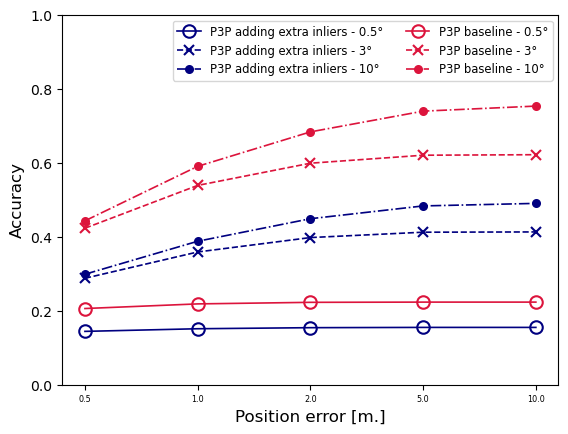 1.0
0.8
0.6
0.4
0.2
0.0
Accuracy
P3P adding extra inliers - 0.5°
P3P adding extra inliers - 3°
P3P adding extra inliers - 10°
P3P baseline - 0.5°
P3P baseline - 3°
P3P baseline - 10°
0.5 1.0 2.0 5.0 10.0
Position error [m.]